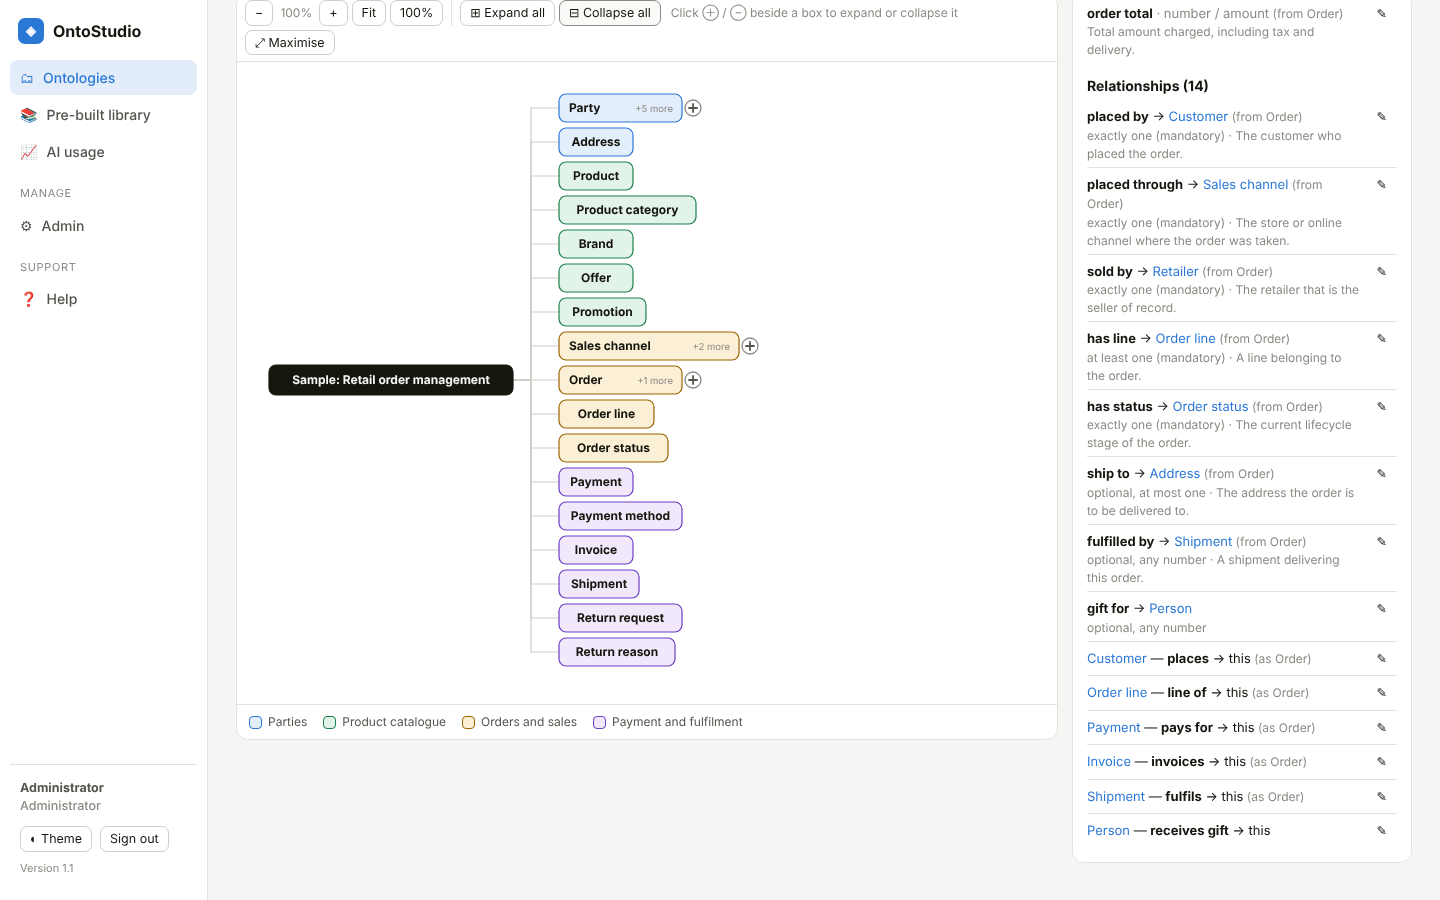 OntoStudio
Ontologies
Pre-built library
AI usage
MANAGE
Admin
SUPPORT
Help
Administrator
Administrator
Theme
Sign out
Version 1.1
− 100% + Fit 100% ⊞ Expand all ⊟ Collapse all Click ⊕ / ⊖ beside a box to expand or collapse it
⤢ Maximise
Sample: Retail order management
Party +5 more
Address
Product
Product category
Brand
Offer
Promotion
Sales channel +2 more
Order +1 more
Order line
Order status
Payment
Payment method
Invoice
Shipment
Return request
Return reason
Parties Product catalogue Orders and sales Payment and fulfilment
order total · number / amount (from Order)
Total amount charged, including tax and
delivery.
Relationships (14)
placed by → Customer (from Order)
exactly one (mandatory) · The customer who
placed the order.
placed through → Sales channel (from
Order)
exactly one (mandatory) · The store or online
channel where the order was taken.
sold by → Retailer (from Order)
exactly one (mandatory) · The retailer that is the
seller of record.
has line → Order line (from Order)
at least one (mandatory) · A line belonging to
the order.
has status → Order status (from Order)
exactly one (mandatory) · The current lifecycle
stage of the order.
ship to → Address (from Order)
optional, at most one · The address the order is
to be delivered to.
fulfilled by → Shipment (from Order)
optional, any number · A shipment delivering
this order.
gift for → Person
optional, any number
Customer — places → this (as Order)
Order line — line of → this (as Order)
Payment — pays for → this (as Order)
Invoice — invoices → this (as Order)
Shipment — fulfils → this (as Order)
Person — receives gift → this